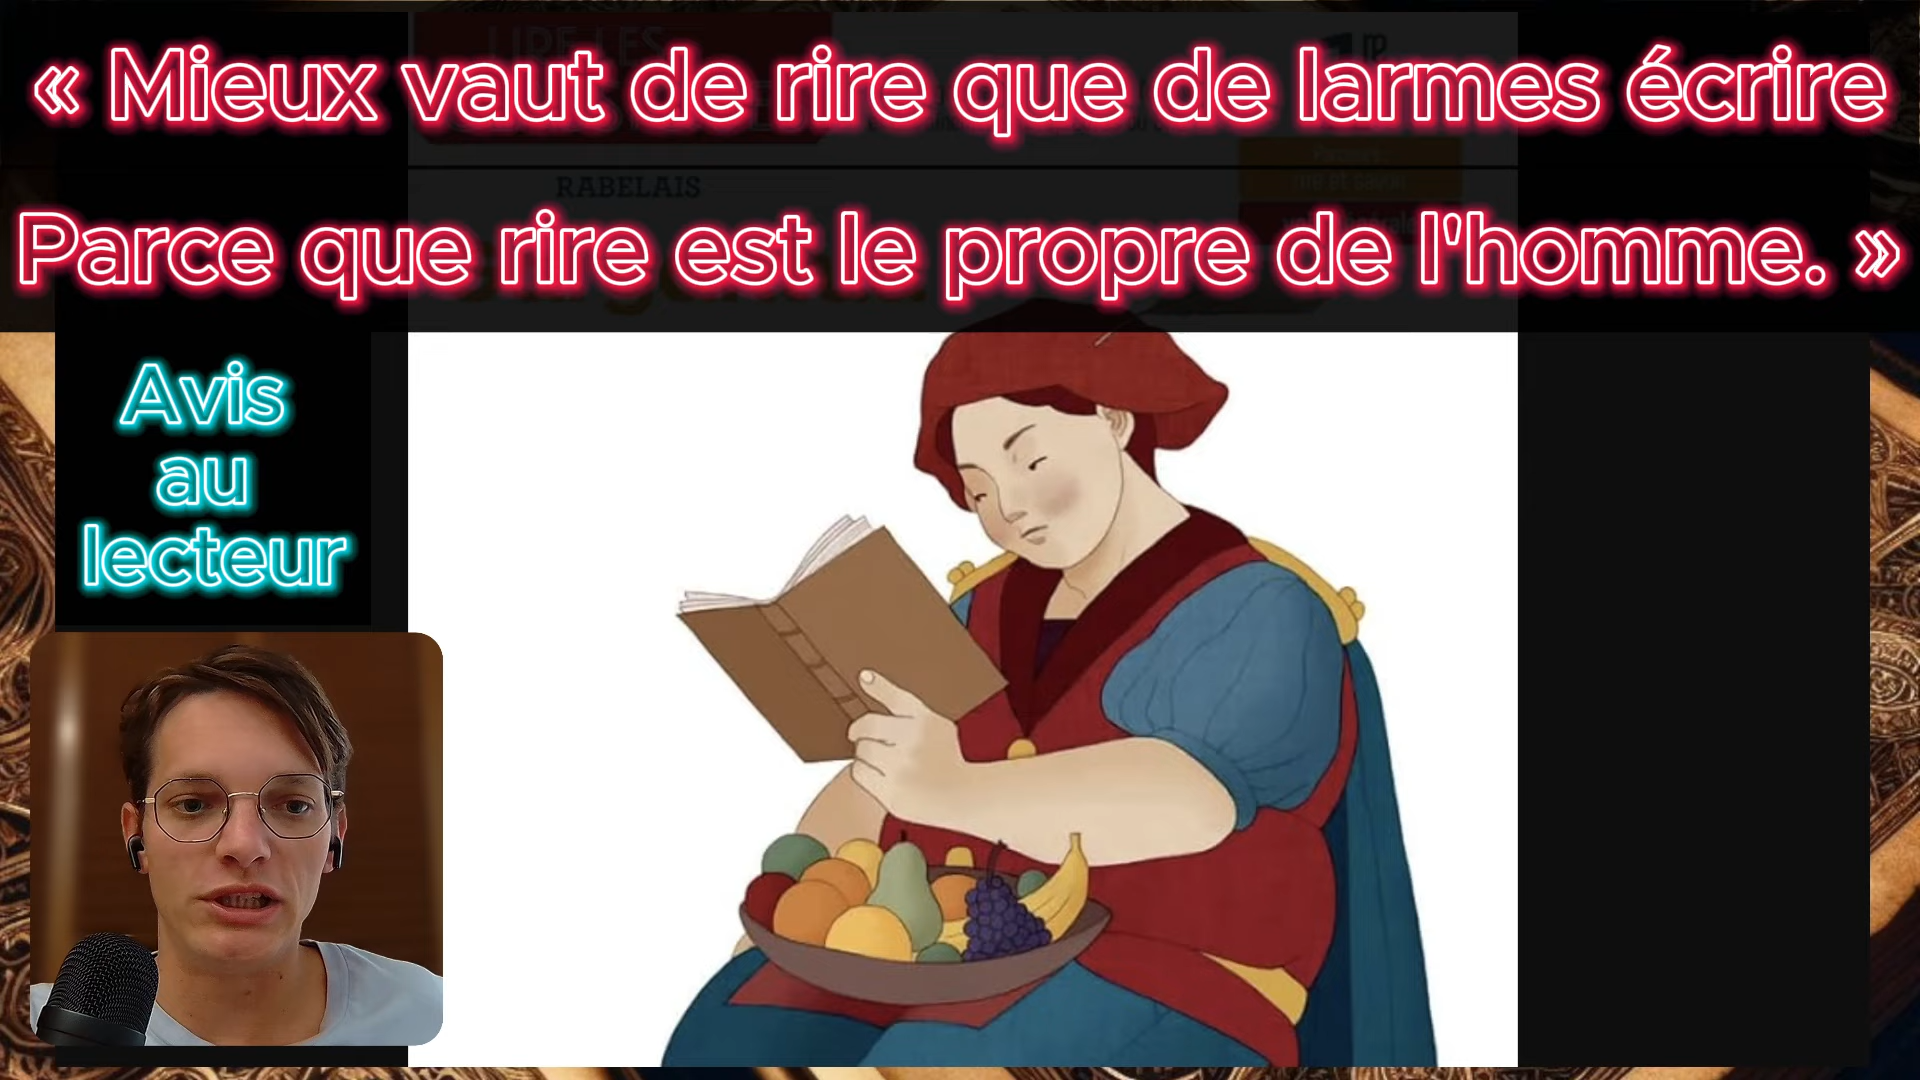 « Mieux vaut de rire que de larmes écrire
RABELAIS
Parce que rire est le propre de l'homme. »
Avis
au
lecteur